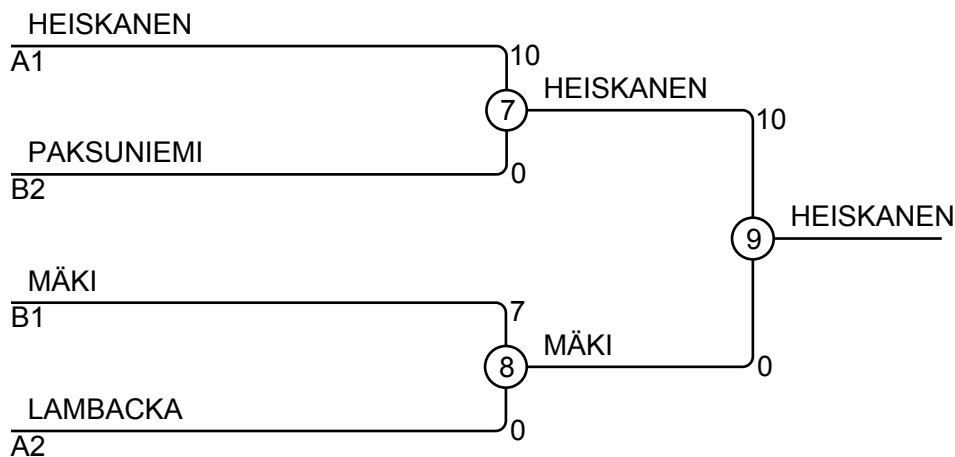 HEISKANEN
A1
10
7
HEISKANEN
10
PAKSUNIEMI
B2
0
9
HEISKANEN
MÄKI
B1
7
8
MÄKI
0
LAMBACKA
A2
0